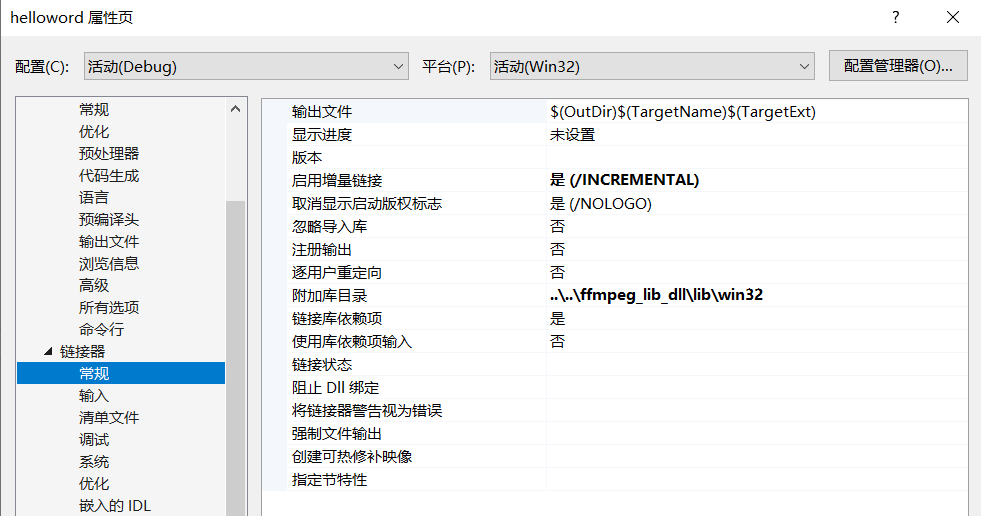 helloword 属性页
?
配置(C): 活动(Debug) 平台(P): 活动(Win32) 配置管理器(O)...
常规
优化
预处理器
代码生成
语言
预编译头
输出文件
浏览信息
高级
所有选项
命令行
链接器
常规
输入
清单文件
调试
系统
优化
嵌入的 IDL
输出文件 $(OutDir)$(TargetName)$(TargetExt)
显示进度 未设置
版本
启用增量链接 是 (/INCREMENTAL)
取消显示启动版权标志 是 (/NOLOGO)
忽略导入库 否
注册输出 否
逐用户重定向 否
附加库目录 ..\..\ffmpeg_lib_dll\lib\win32
链接库依赖项 是
使用库依赖项输入 否
链接状态
阻止 Dll 绑定
将链接器警告视为错误
强制文件输出
创建可热修补映像
指定节特性